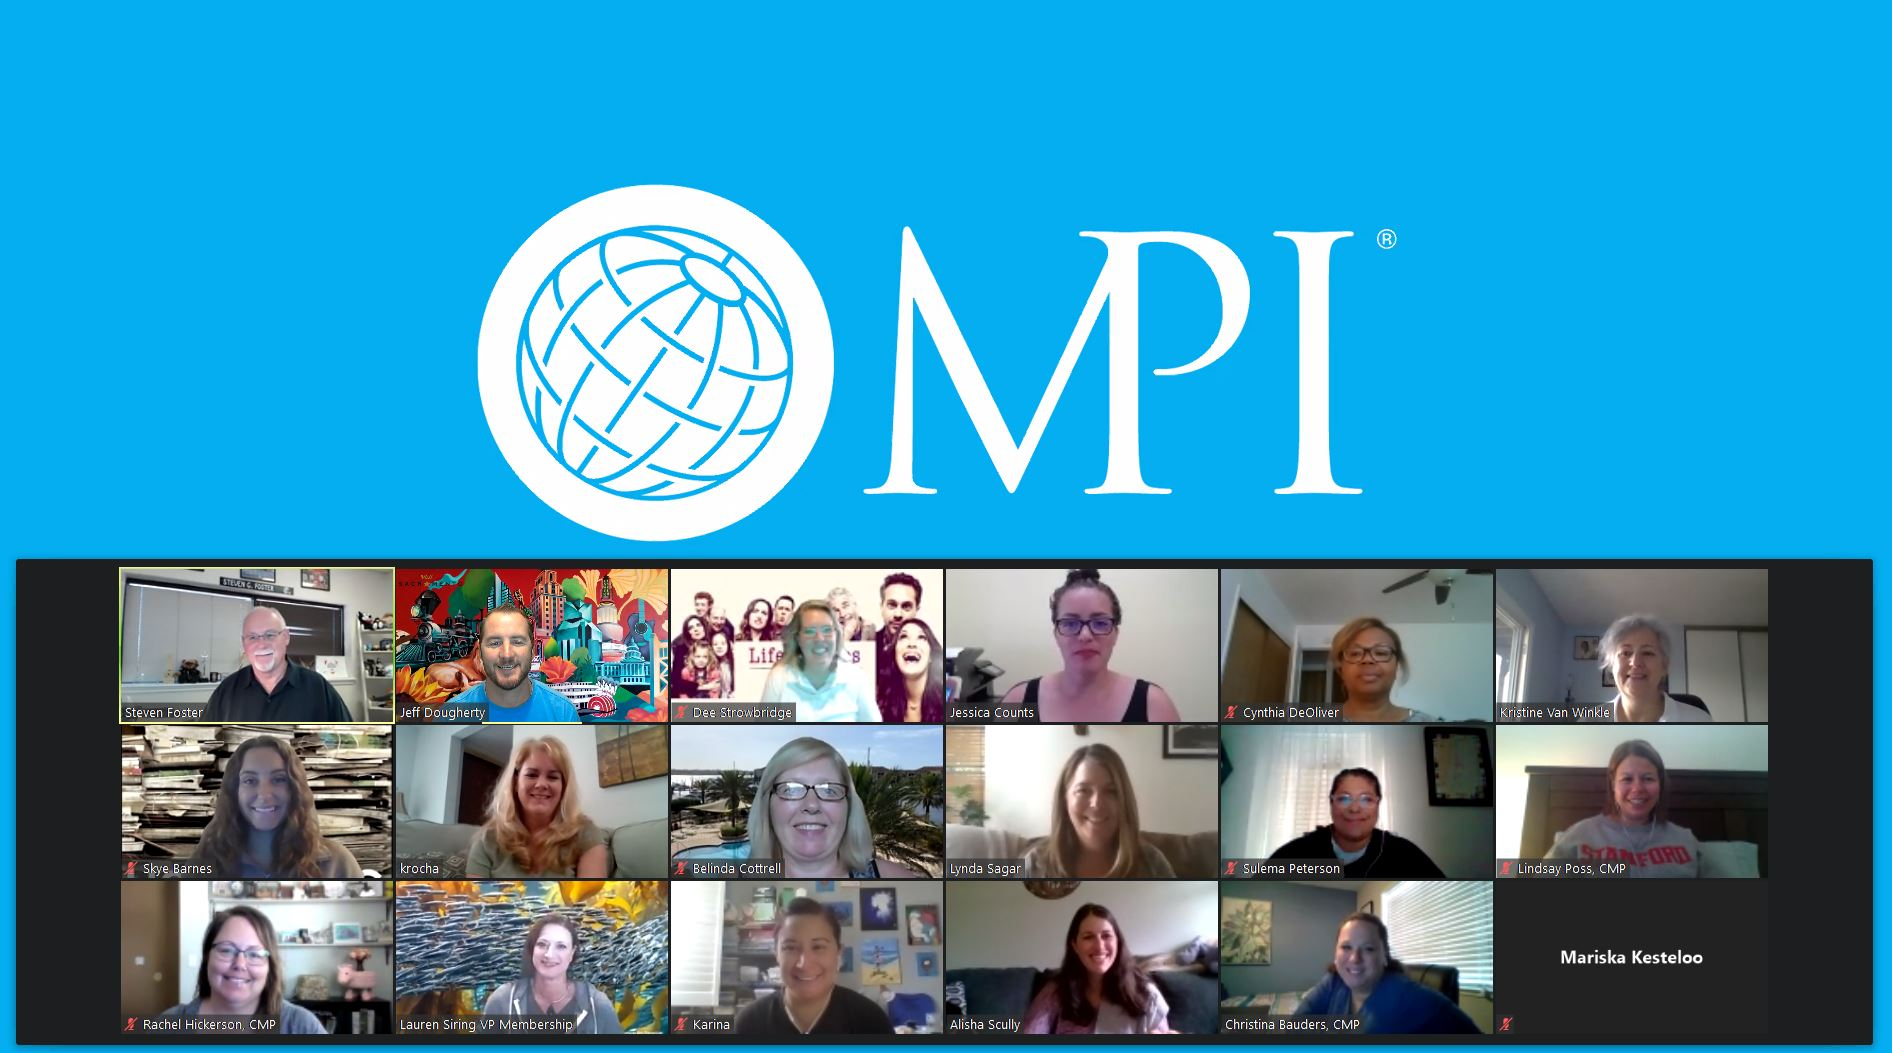 MPI®
STEVEN G. FOSTER
Steven Foster
Visit
SACRAMENTO
Jeff Dougherty
Life
s
Dee Strowbridge
Jessica Counts
Cynthia DeOliver
Kristine Van Winkle
Skye Barnes
krocha
Belinda Cottrell
Lynda Sagar
Sulema Peterson
STANFORD
Lindsay Poss, CMP
Rachel Hickerson, CMP
Lauren Siring VP Membership
Karina
Alisha Scully
Christina Bauders, CMP
Mariska Kesteloo